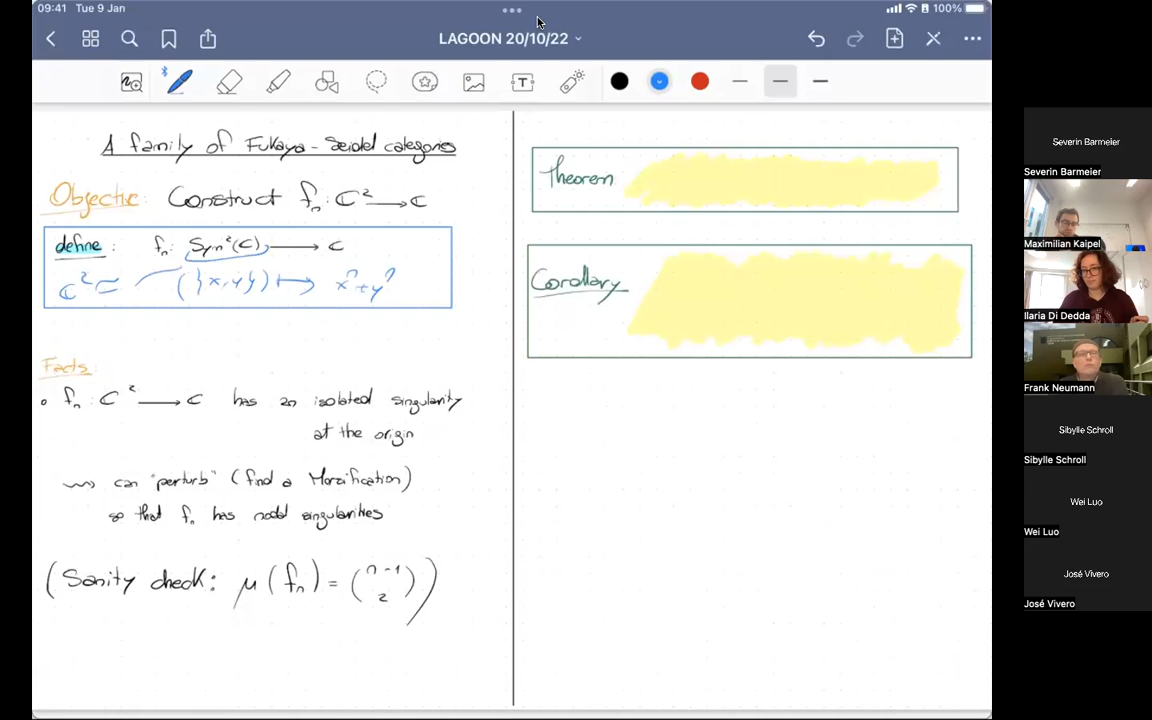 09:41 Tue 9 Jan
100%
LAGOON 20/10/22
A family of Fukaya-Seidel categories
Objective: Construct fₙ: ℂ² → ℂ
define: fₙ: Sym²(ℂ) → ℂ
ℂ² ≃ ({x,y}) ↦ xⁿ+yⁿ
Facts:
∘ fₙ: ℂ² → ℂ has an isolated singularity
at the origin
⇝ can "perturb" (find a Morsification)
so that fₙ has nodal singularities
(Sanity check: μ(fₙ) = (n-1 2))
Theorem
Corollary
Severin Barmeier
Severin Barmeier
Maximilian Kaipel
Ilaria Di Dedda
Frank Neumann
Sibylle Schroll
Sibylle Schroll
Wei Luo
Wei Luo
José Vivero
José Vivero